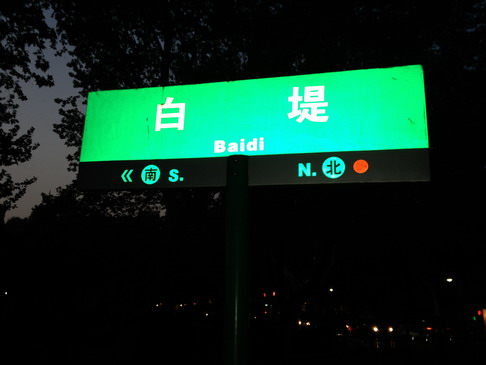 白 堤
Baidi
《 南 S. N. 北